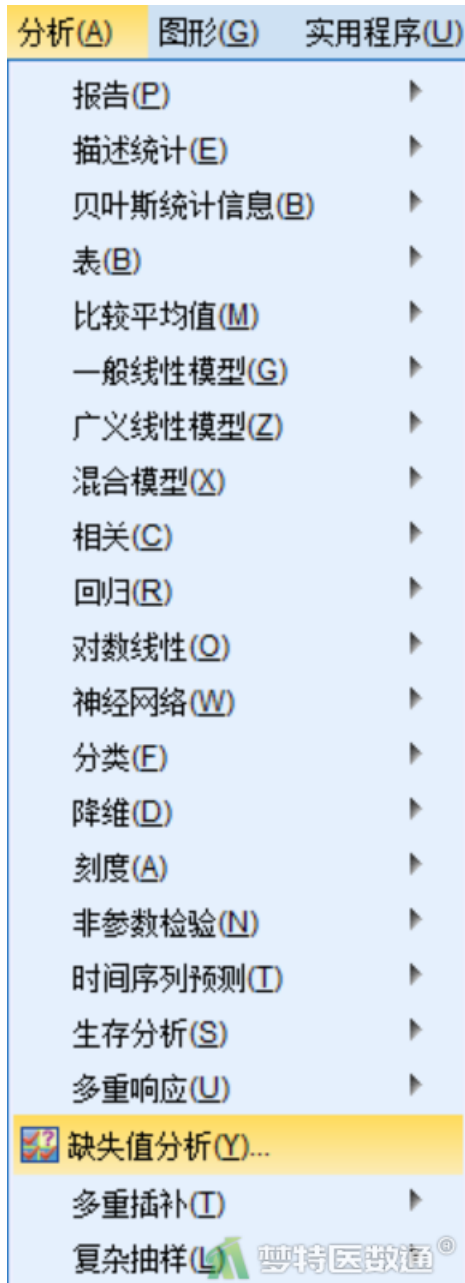 分析(A) 图形(G) 实用程序(U)
报告(P)
描述统计(E)
贝叶斯统计信息(B)
表(B)
比较平均值(M)
一般线性模型(G)
广义线性模型(Z)
混合模型(X)
相关(C)
回归(R)
对数线性(O)
神经网络(W)
分类(F)
降维(D)
刻度(A)
非参数检验(N)
时间序列预测(T)
生存分析(S)
多重响应(U)
缺失值分析(Y)...
多重插补(T)
复杂抽样(L) 梦特医数通®